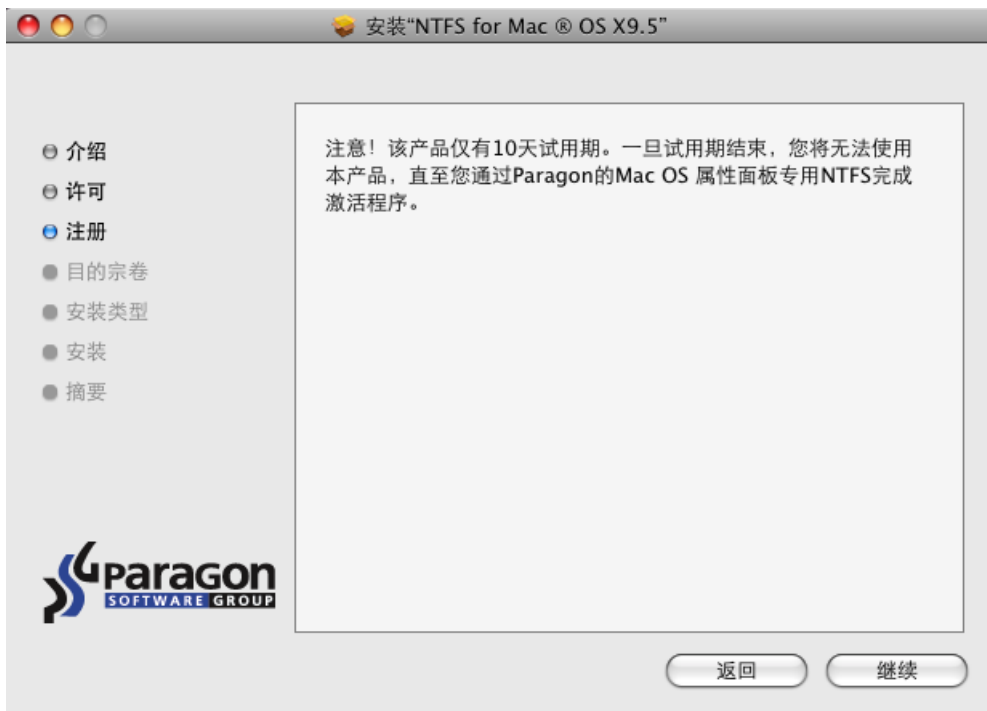 安装“NTFS for Mac ® OS X9.5”
介绍
许可
注册
目的宗卷
安装类型
安装
摘要
注意！该产品仅有10天试用期。一旦试用期结束，您将无法使用
本产品，直至您通过Paragon的Mac OS 属性面板专用NTFS完成
激活程序。
Paragon
SOFTWARE GROUP
返回
继续